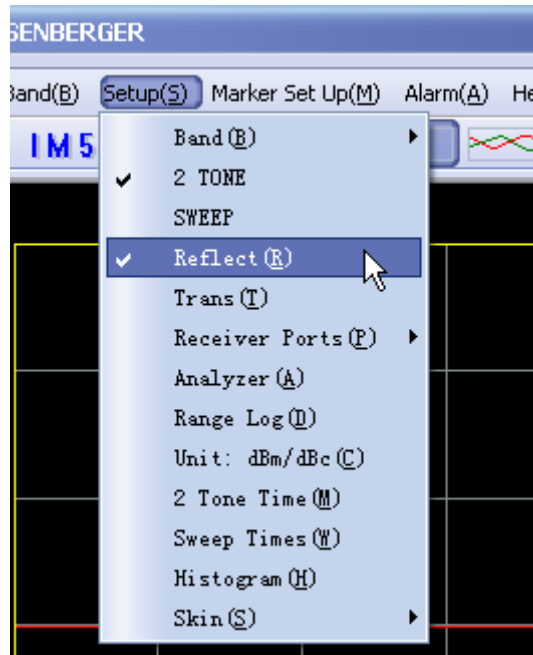 SENBERGER
Band(B) Setup(S) Marker Set Up(M) Alarm(A) He
IM5
Band(B)
2 TONE
SWEEP
Reflect(R)
Trans(T)
Receiver Ports(P)
Analyzer(A)
Range Log(D)
Unit: dBm/dBc(C)
2 Tone Time(M)
Sweep Times(W)
Histogram(H)
Skin(S)